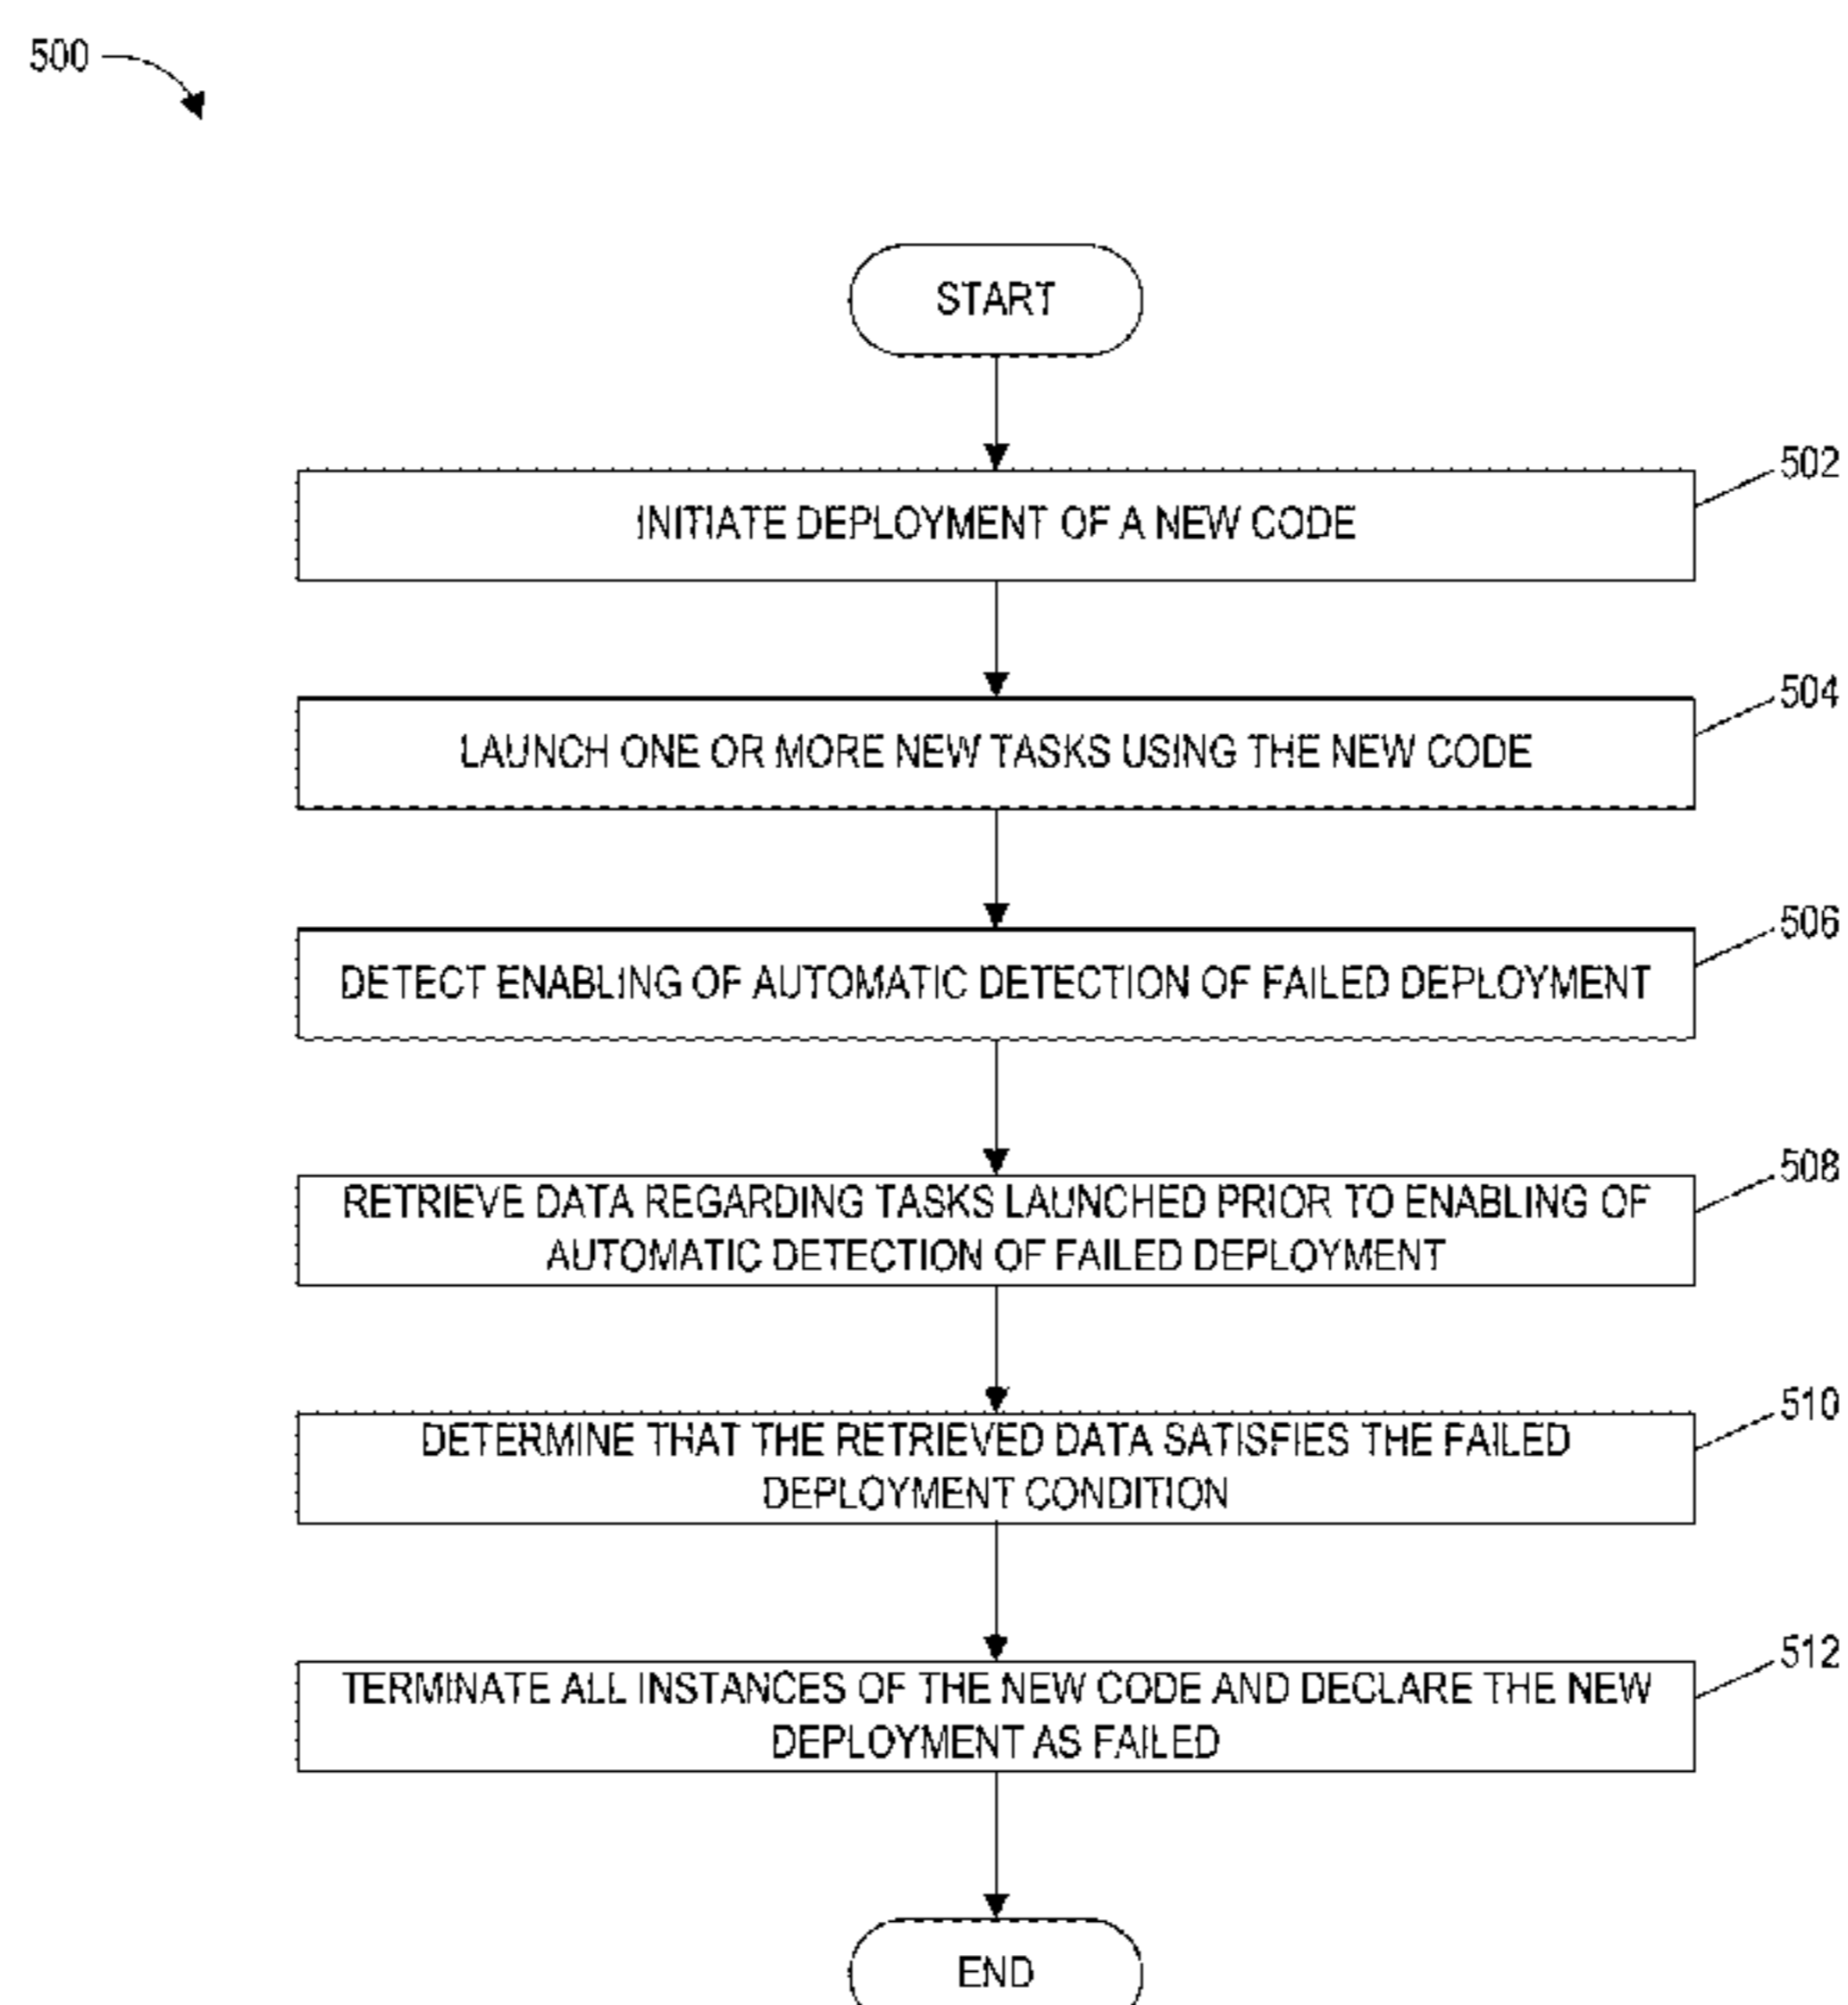 500
START
502
INITIATE DEPLOYMENT OF A NEW CODE
504
LAUNCH ONE OR MORE NEW TASKS USING THE NEW CODE
506
DETECT ENABLING OF AUTOMATIC DETECTION OF FAILED DEPLOYMENT
508
RETRIEVE DATA REGARDING TASKS LAUNCHED PRIOR TO ENABLING OF
AUTOMATIC DETECTION OF FAILED DEPLOYMENT
510
DETERMINE THAT THE RETRIEVED DATA SATISFIES THE FAILED
DEPLOYMENT CONDITION
512
TERMINATE ALL INSTANCES OF THE NEW CODE AND DECLARE THE NEW
DEPLOYMENT AS FAILED
END